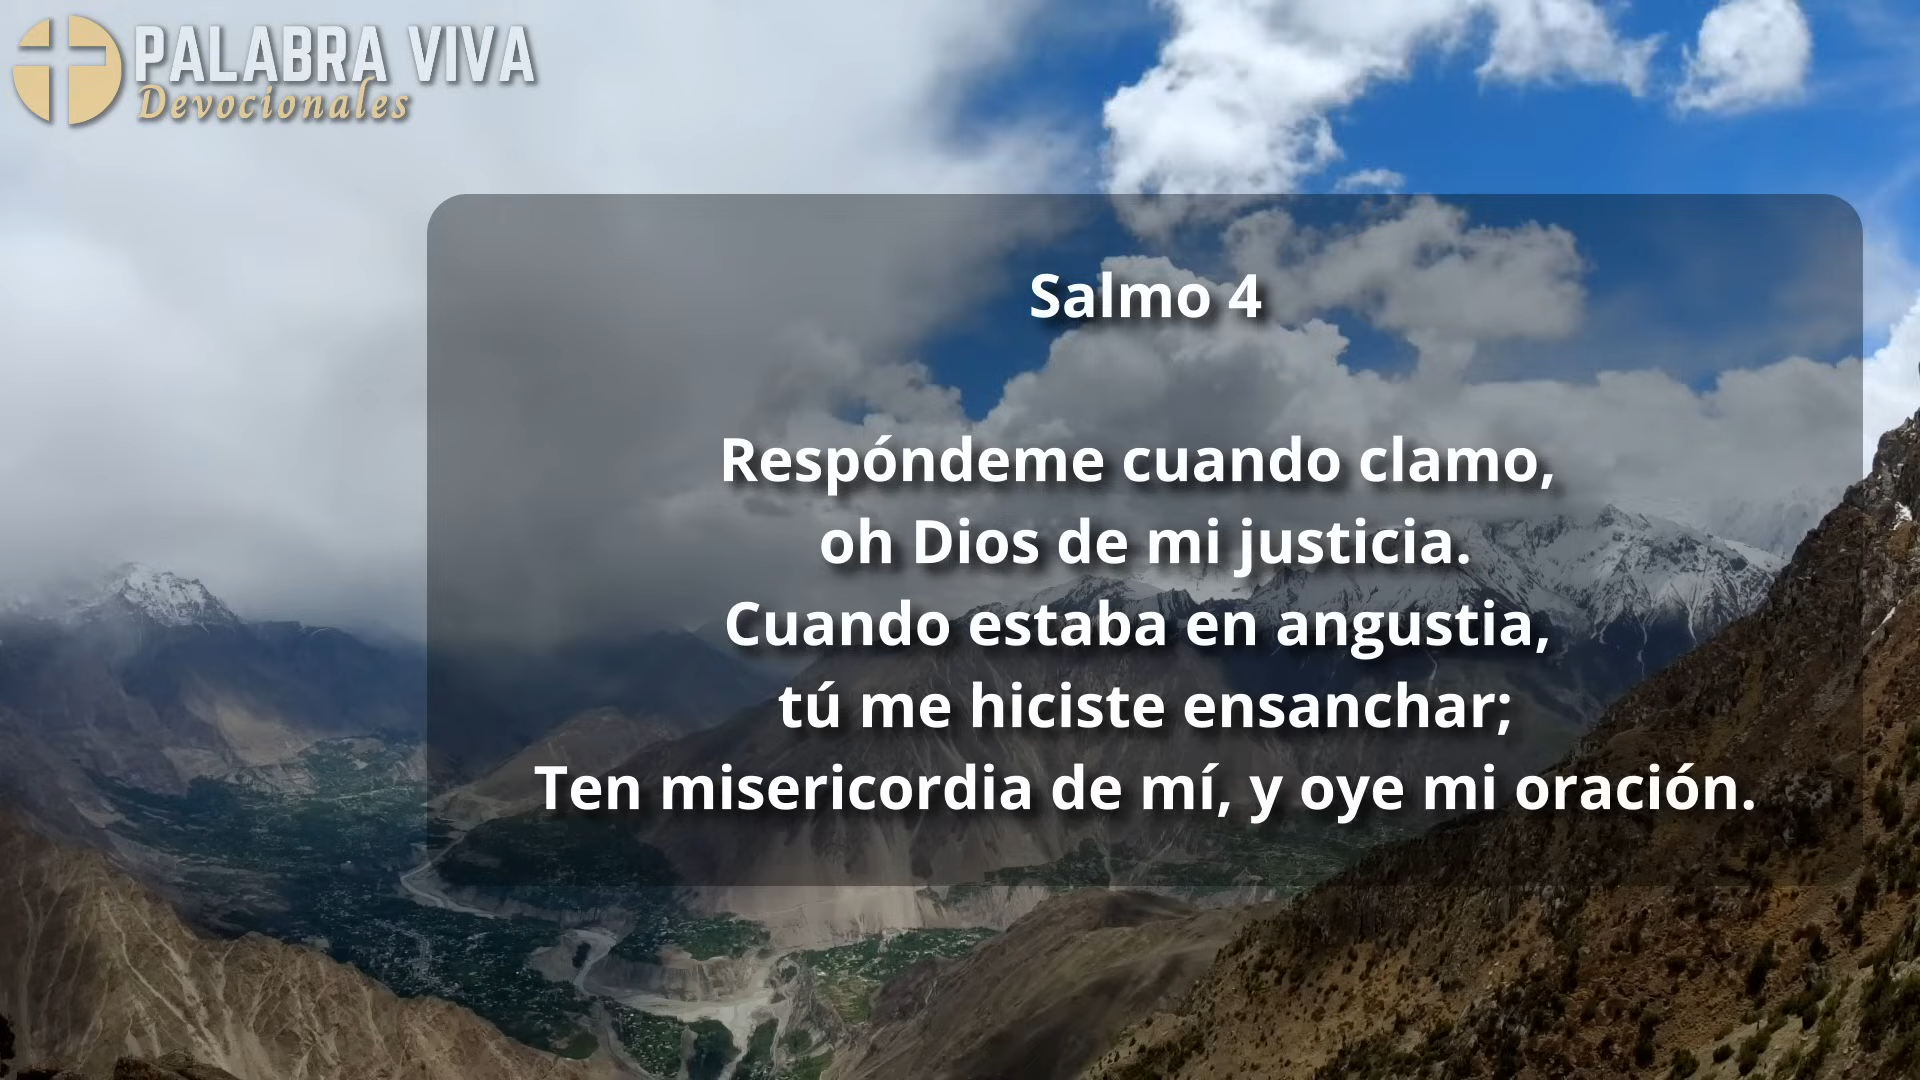 PALABRA VIVA
Devocionales
Salmo 4
Respóndeme cuando clamo,
oh Dios de mi justicia.
Cuando estaba en angustia,
tú me hiciste ensanchar;
Ten misericordia de mí, y oye mi oración.